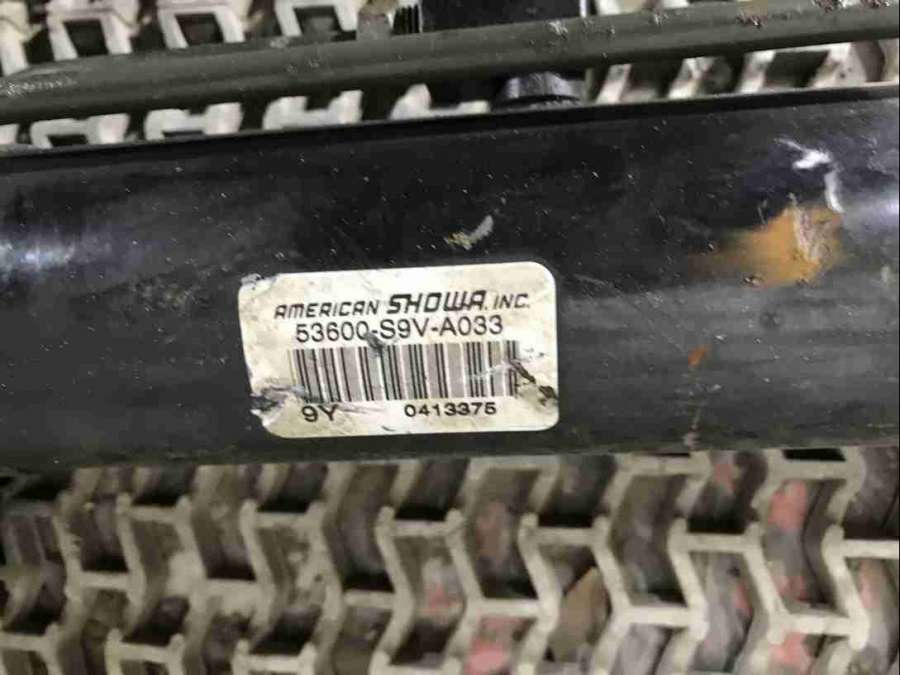 AMERICAN SHOWA, INC.
53600-S9V-A033
9Y 0413375